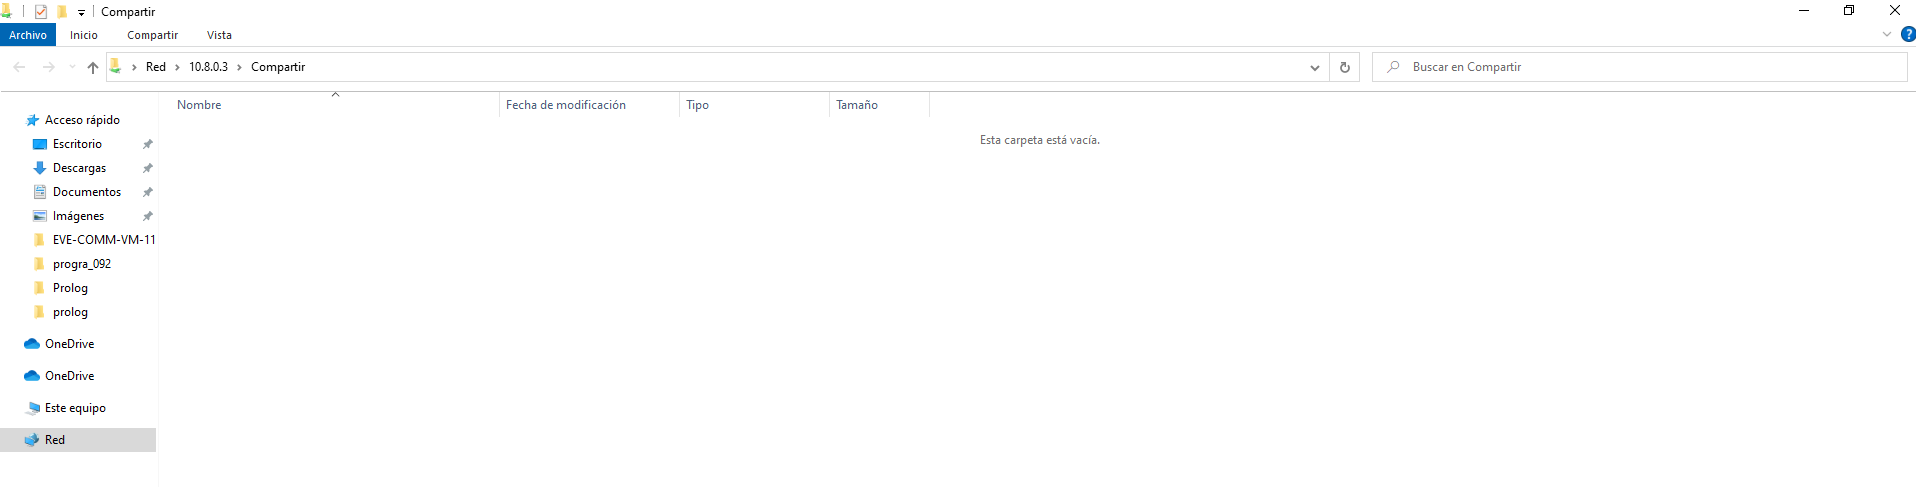 Compartir
Archivo Inicio Compartir Vista
Red 10.8.0.3 Compartir Buscar en Compartir
Nombre Fecha de modificación Tipo Tamaño
Esta carpeta está vacía.
Acceso rápido
Escritorio
Descargas
Documentos
Imágenes
EVE-COMM-VM-11
progra_092
Prolog
prolog
OneDrive
OneDrive
Este equipo
Red